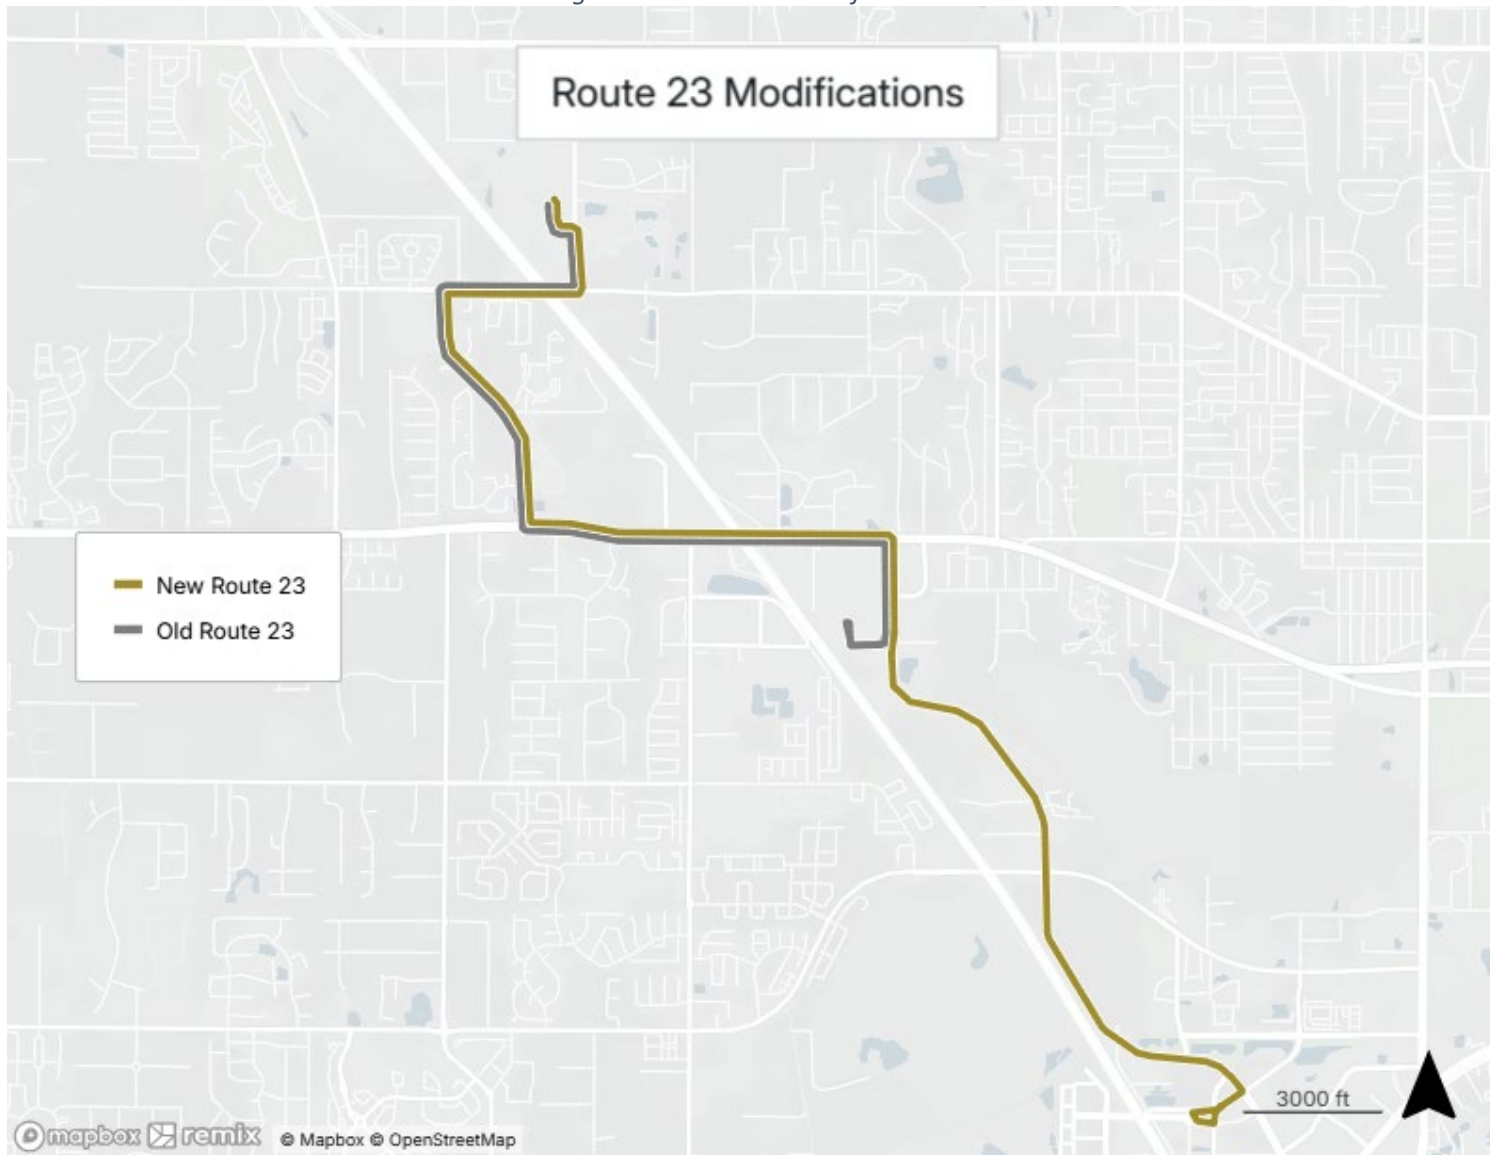 Route 23 Modifications
New Route 23
Old Route 23
3000 ft
mapbox remix © Mapbox © OpenStreetMap